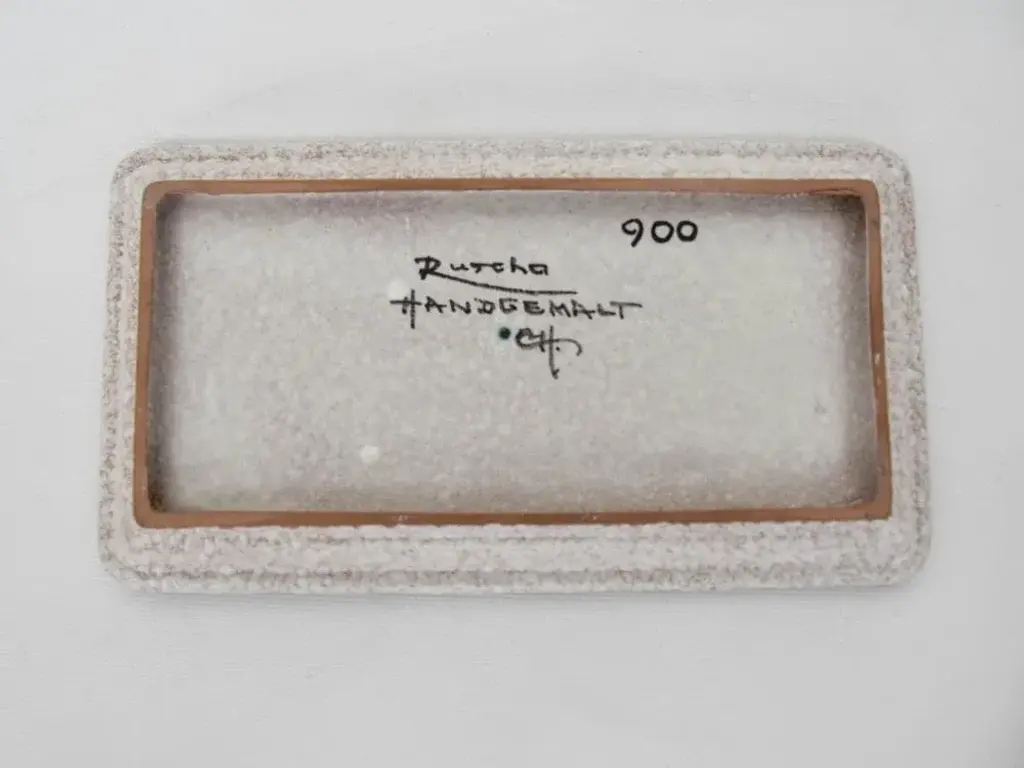 900
Ruscha
HANDGEMALT
CH.